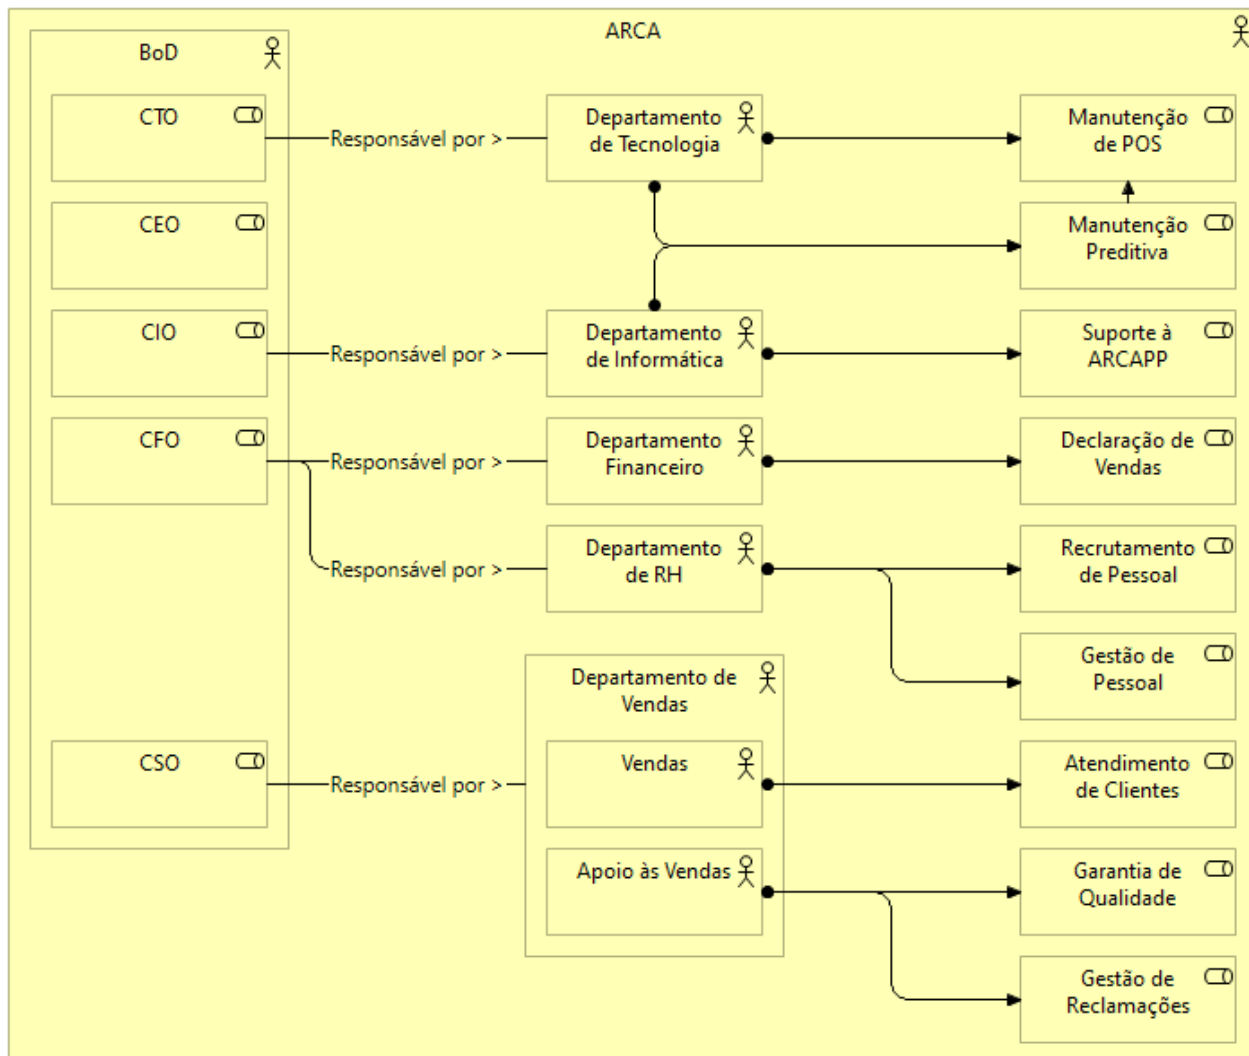 ARCA
BoD
CTO
Responsável por >
Departamento
de Tecnologia
Manutenção
de POS
CEO
Manutenção
Preditiva
CIO
Responsável por >
Departamento
de Informática
Suporte à
ARCAPP
CFO
Responsável por >
Departamento
Financeiro
Declaração de
Vendas
Responsável por >
Departamento
de RH
Recrutamento
de Pessoal
Gestão de
Pessoal
Departamento de
Vendas
CSO
Responsável por >
Vendas
Atendimento
de Clientes
Apoio às Vendas
Garantia de
Qualidade
Gestão de
Reclamações